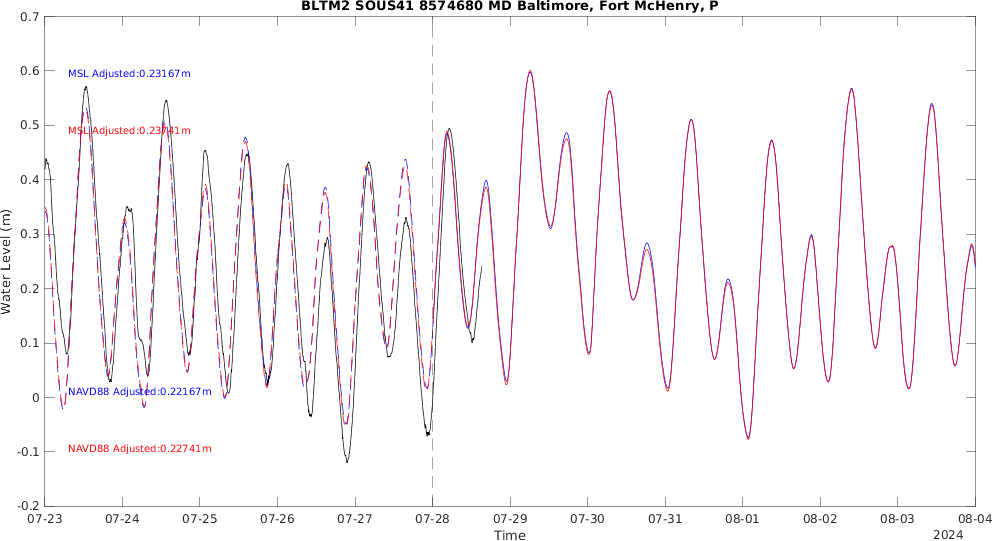 BLTM2 SOUS41 8574680 MD Baltimore, Fort McHenry, P
0.7
0.6
0.5
0.4
0.3
0.2
0.1
0
-0.1
-0.2
Water Level (m)
MSL Adjusted:0.23167m
MSL Adjusted:0.23741m
NAVD88 Adjusted:0.22167m
NAVD88 Adjusted:0.22741m
07-23 07-24 07-25 07-26 07-27 07-28 07-29 07-30 07-31 08-01 08-02 08-03 08-04
Time
2024